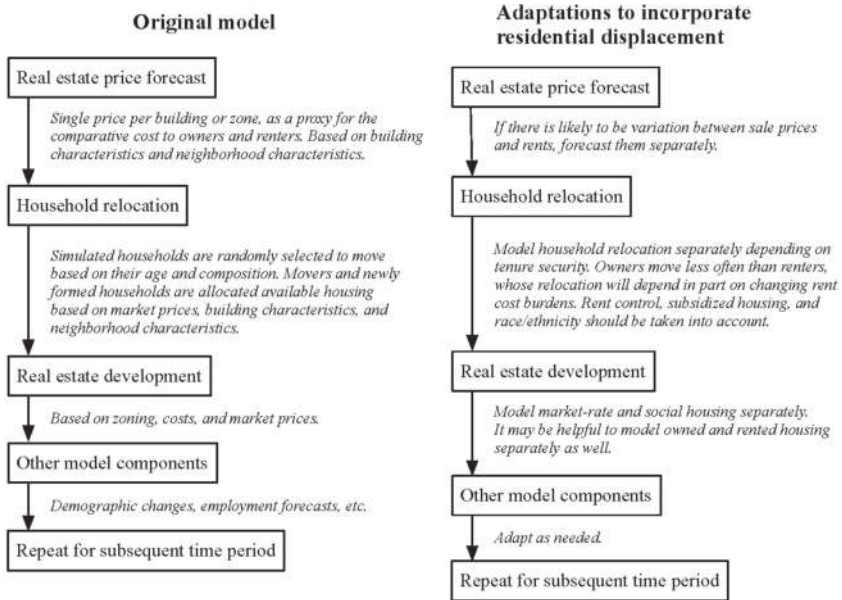 Original model
Real estate price forecast
Single price per building or zone, as a proxy for the
comparative cost to owners and renters. Based on building
characteristics and neighborhood characteristics.
Household relocation
Simulated households are randomly selected to move
based on their age and composition. Movers and newly
formed households are allocated available housing
based on market prices, building characteristics, and
neighborhood characteristics.
Real estate development
Based on zoning, costs, and market prices.
Other model components
Demographic changes, employment forecasts, etc.
Repeat for subsequent time period
Adaptations to incorporate
residential displacement
Real estate price forecast
If there is likely to be variation between sale prices
and rents, forecast them separately.
Household relocation
Model household relocation separately depending on
tenure security. Owners move less often than renters,
whose relocation will depend in part on changing rent
cost burdens. Rent control, subsidized housing, and
race/ethnicity should be taken into account.
Real estate development
Model market-rate and social housing separately.
It may be helpful to model owned and rented housing
separately as well.
Other model components
Adapt as needed.
Repeat for subsequent time period